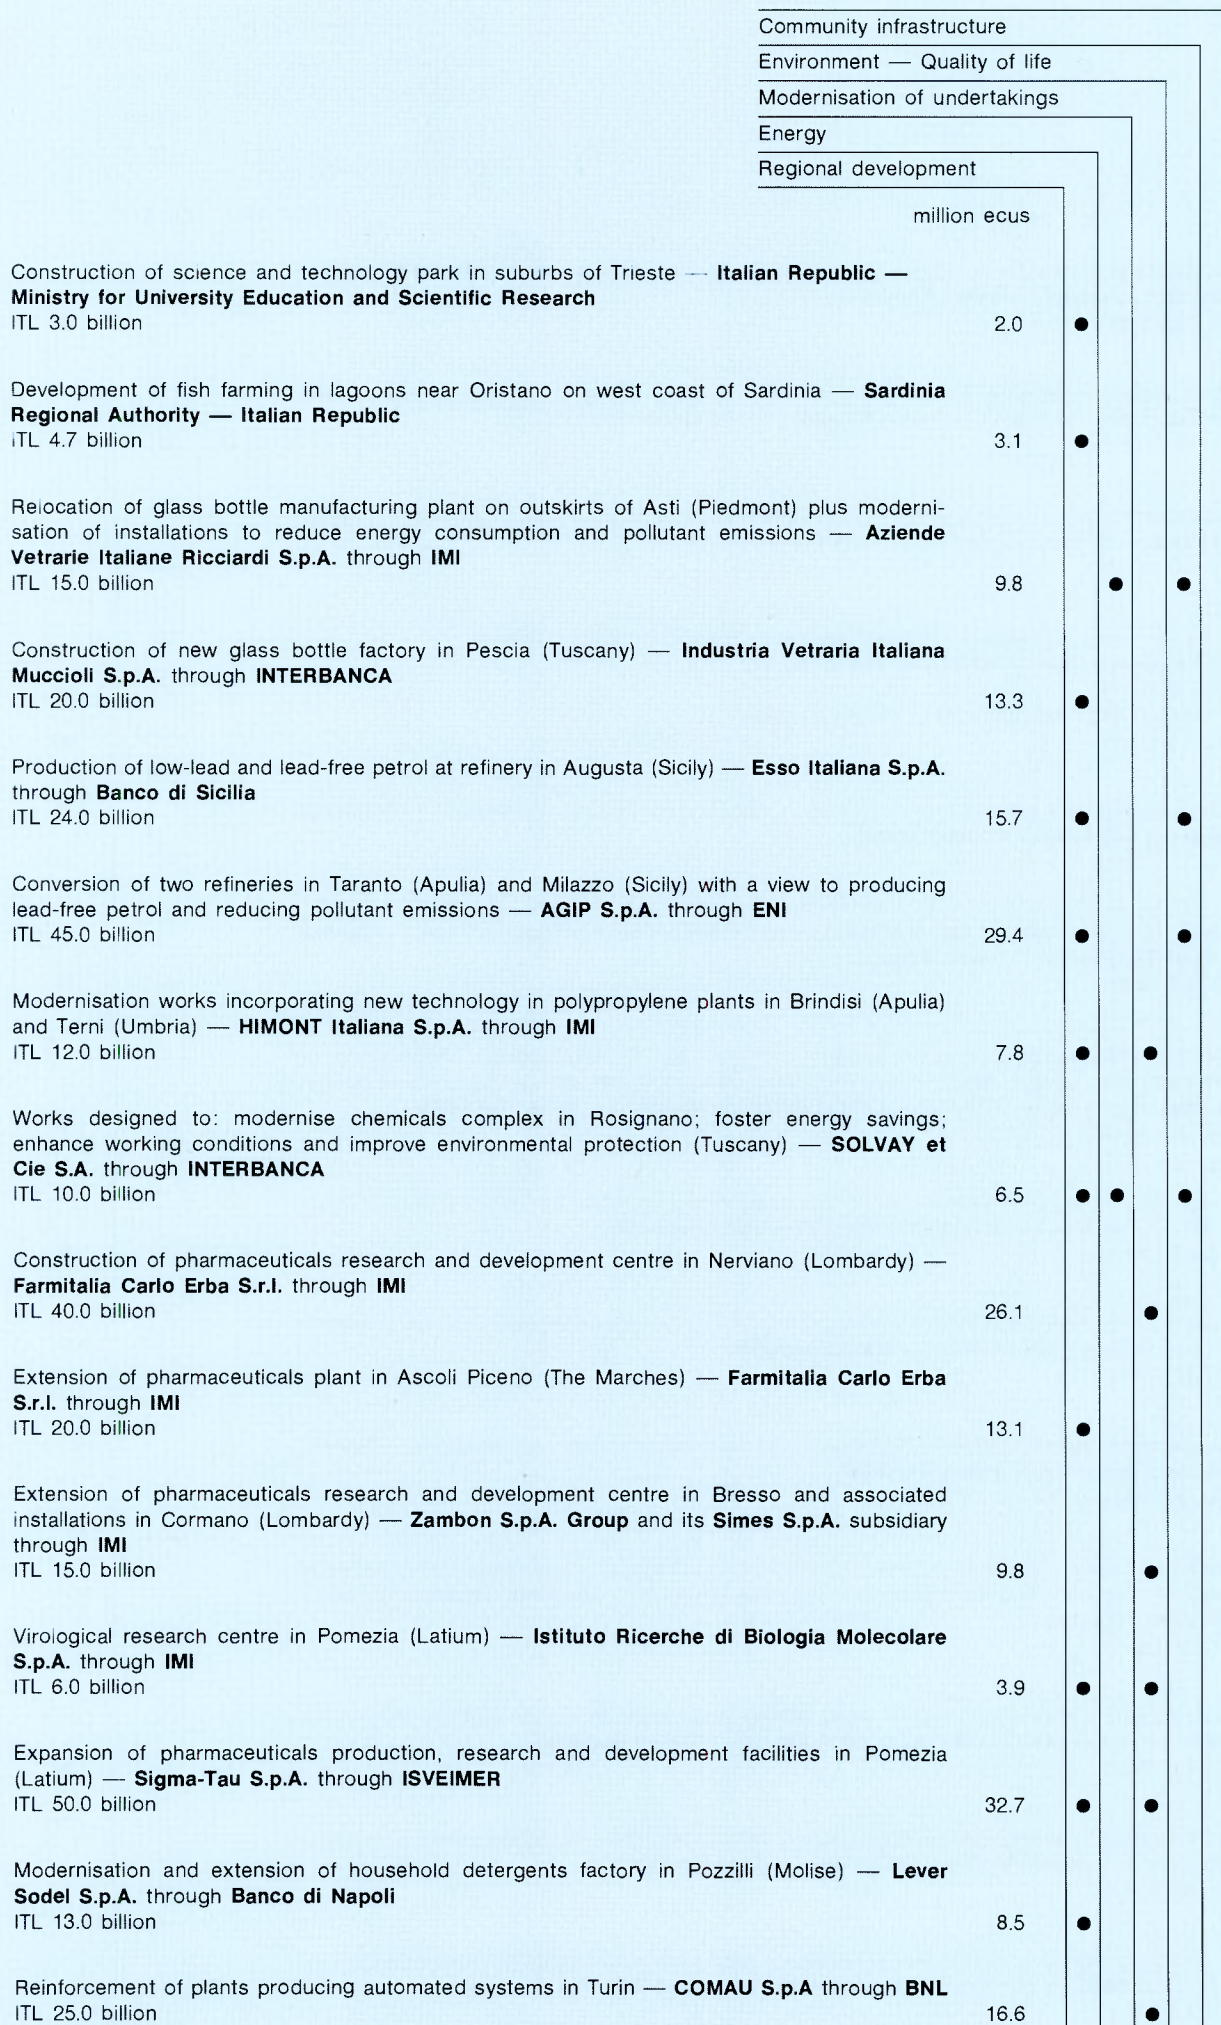 Community infrastructure
Environment — Quality of life
Modernisation of undertakings
Energy
Regional development
million ecus
Construction of science and technology park in suburbs of Trieste — Italian Republic —
Ministry for University Education and Scientific Research
ITL 3.0 billion 2.0 ●
Development of fish farming in lagoons near Oristano on west coast of Sardinia — Sardinia
Regional Authority — Italian Republic
ITL 4.7 billion 3.1 ●
Relocation of glass bottle manufacturing plant on outskirts of Asti (Piedmont) plus moderni-
sation of installations to reduce energy consumption and pollutant emissions — Aziende
Vetrarie Italiane Ricciardi S.p.A. through IMI
ITL 15.0 billion 9.8 ● ●
Construction of new glass bottle factory in Pescia (Tuscany) — Industria Vetraria Italiana
Muccioli S.p.A. through INTERBANCA
ITL 20.0 billion 13.3 ●
Production of low-lead and lead-free petrol at refinery in Augusta (Sicily) — Esso Italiana S.p.A.
through Banco di Sicilia
ITL 24.0 billion 15.7 ● ●
Conversion of two refineries in Taranto (Apulia) and Milazzo (Sicily) with a view to producing
lead-free petrol and reducing pollutant emissions — AGIP S.p.A. through ENI
ITL 45.0 billion 29.4 ● ●
Modernisation works incorporating new technology in polypropylene plants in Brindisi (Apulia)
and Terni (Umbria) — HIMONT Italiana S.p.A. through IMI
ITL 12.0 billion 7.8 ● ●
Works designed to: modernise chemicals complex in Rosignano; foster energy savings;
enhance working conditions and improve environmental protection (Tuscany) — SOLVAY et
Cie S.A. through INTERBANCA
ITL 10.0 billion 6.5 ● ● ●
Construction of pharmaceuticals research and development centre in Nerviano (Lombardy) —
Farmitalia Carlo Erba S.r.l. through IMI
ITL 40.0 billion 26.1 ●
Extension of pharmaceuticals plant in Ascoli Piceno (The Marches) — Farmitalia Carlo Erba
S.r.l. through IMI
ITL 20.0 billion 13.1 ●
Extension of pharmaceuticals research and development centre in Bresso and associated
installations in Cormano (Lombardy) — Zambon S.p.A. Group and its Simes S.p.A. subsidiary
through IMI
ITL 15.0 billion 9.8 ●
Virological research centre in Pomezia (Latium) — Istituto Ricerche di Biologia Molecolare
S.p.A. through IMI
ITL 6.0 billion 3.9 ● ●
Expansion of pharmaceuticals production, research and development facilities in Pomezia
(Latium) — Sigma-Tau S.p.A. through ISVEIMER
ITL 50.0 billion 32.7 ● ●
Modernisation and extension of household detergents factory in Pozzilli (Molise) — Lever
Sodel S.p.A. through Banco di Napoli
ITL 13.0 billion 8.5 ●
Reinforcement of plants producing automated systems in Turin — COMAU S.p.A through BNL
ITL 25.0 billion 16.6 ●